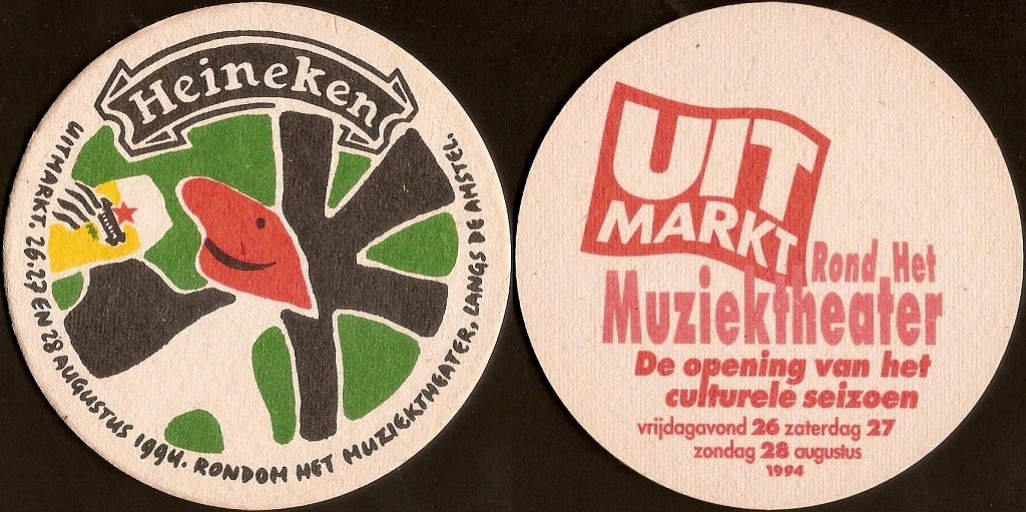 Heineken
UITMARKT. 26.27 EN 28 AUGUSTUS 1994. RONDOM HET MUZIEKTHEATER, LANGS DE AMSTEL.
UIT
MARKT
Rond Het
Muziektheater
De opening van het
culturele seizoen
vrijdagavond 26 zaterdag 27
zondag 28 augustus
1994